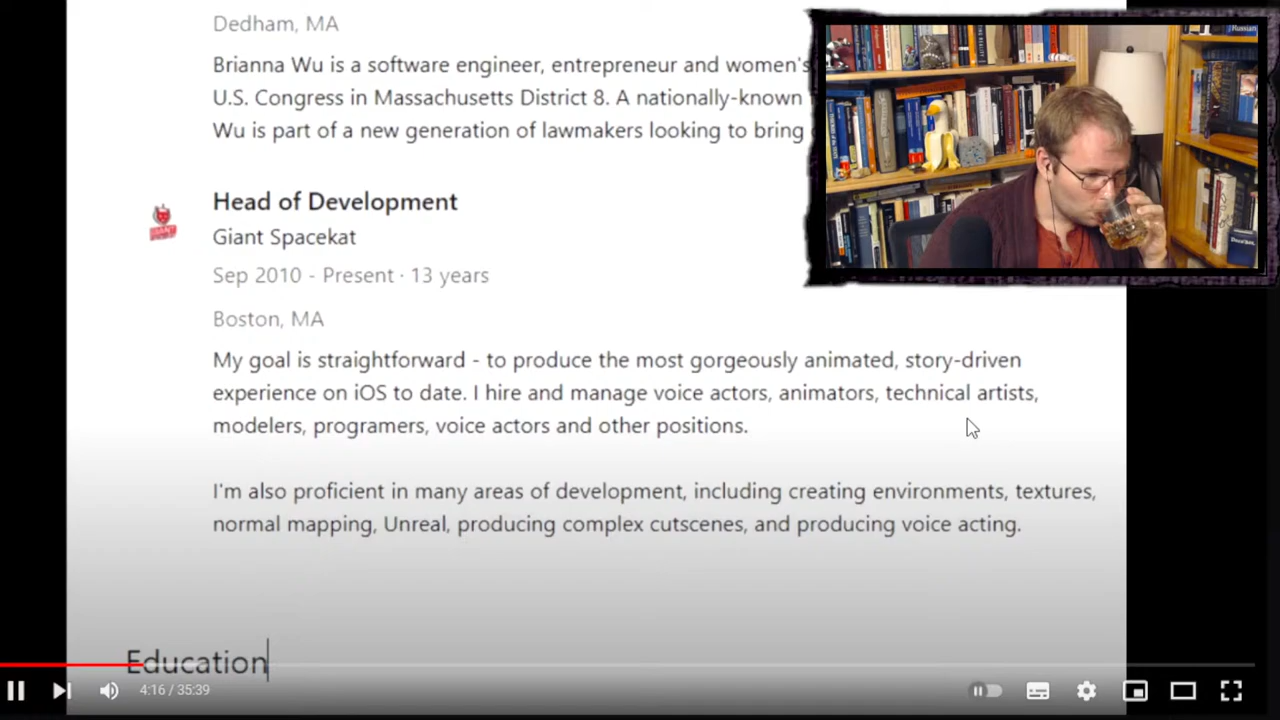 Dedham, MA
Brianna Wu is a software engineer, entrepreneur and women's
U.S. Congress in Massachusetts District 8. A nationally-known
Wu is part of a new generation of lawmakers looking to bring
Head of Development
Giant Spacekat
Sep 2010 - Present · 13 years
Boston, MA
My goal is straightforward - to produce the most gorgeously animated, story-driven
experience on iOS to date. I hire and manage voice actors, animators, technical artists,
modelers, programers, voice actors and other positions.
I'm also proficient in many areas of development, including creating environments, textures,
normal mapping, Unreal, producing complex cutscenes, and producing voice acting.
Education
4:16 / 35:39
Russian